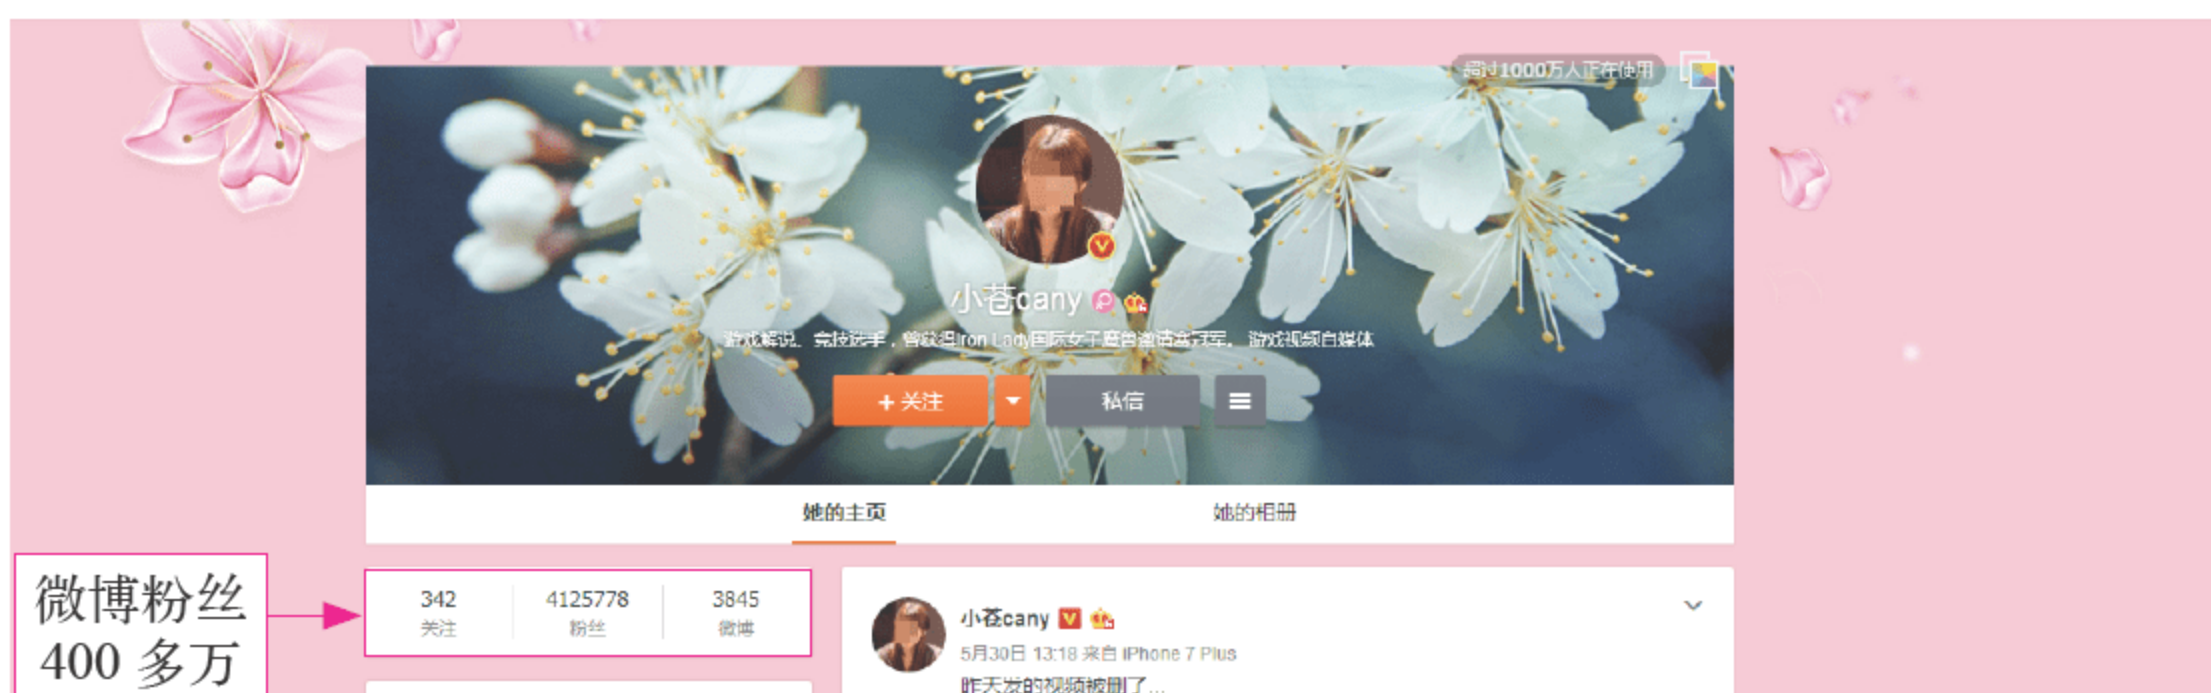 超过1000万人正在使用
小苍cany
游戏解说、竞技选手，曾获得Iron Lady国际女子魔兽邀请赛冠军。 游戏视频自媒体
+关注
私信
她的主页
她的相册
微博粉丝
400 多万
342
关注
4125778
粉丝
3845
微博
小苍cany
5月30日 13:18 来自 iPhone 7 Plus
昨天发的视频被删了...